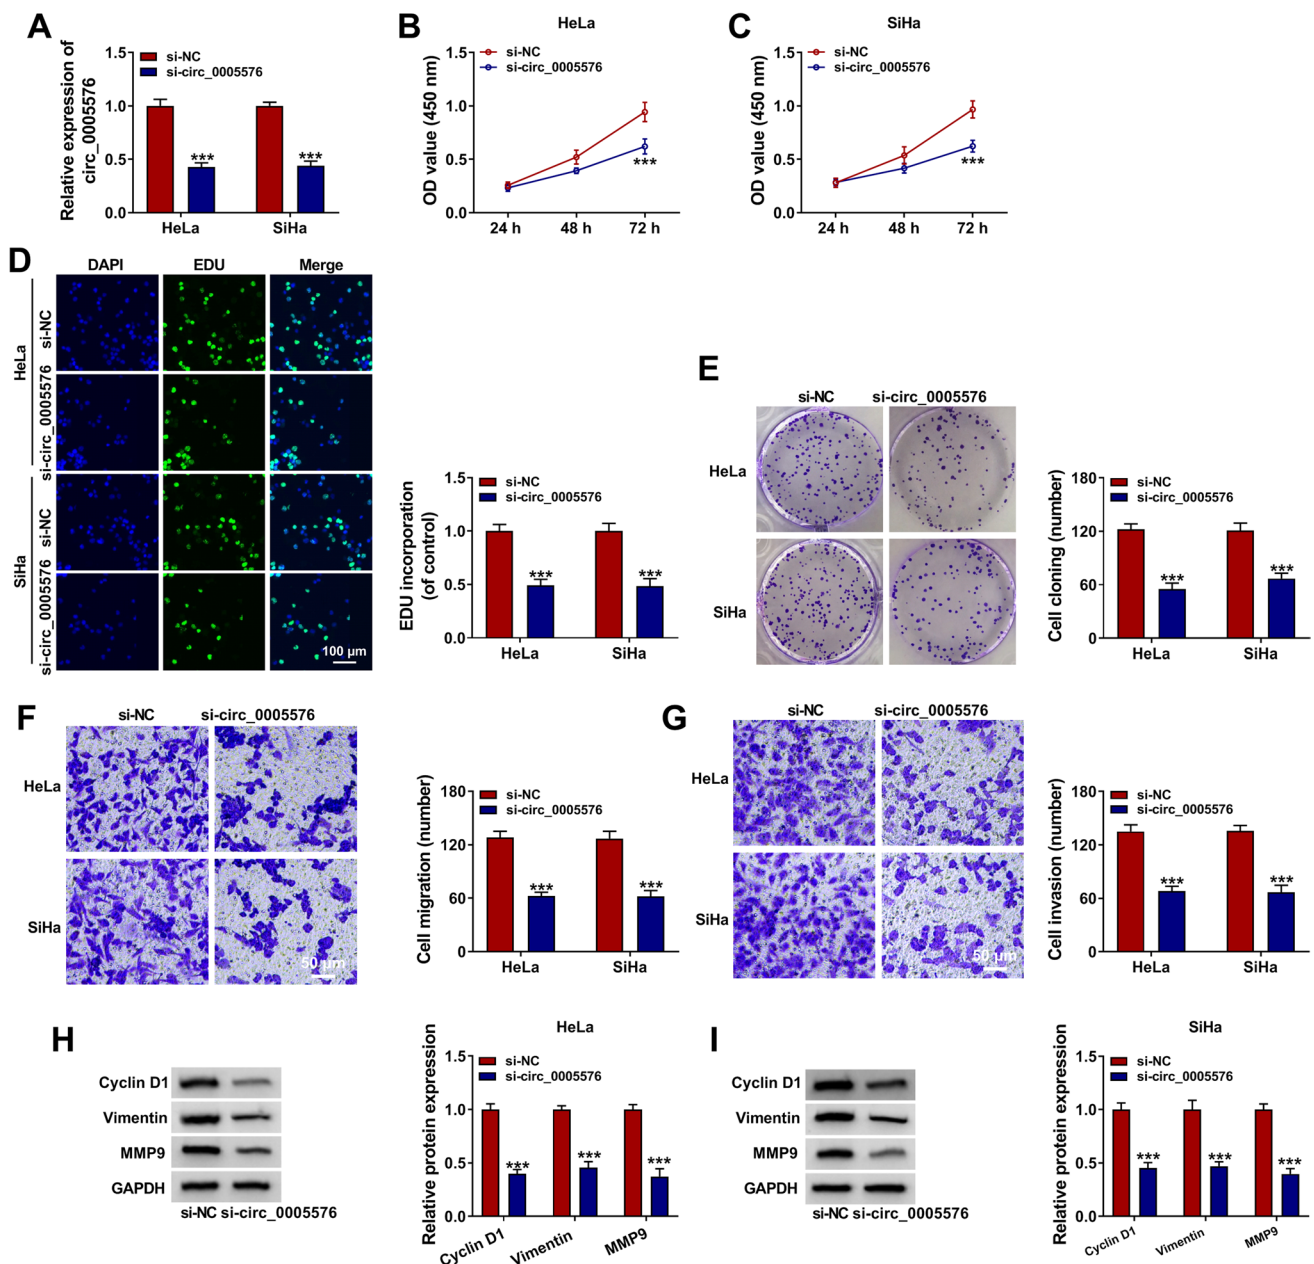 A
Relative expression of
circ_0005576
1.5
1.0
0.5
0.0
si-NC
si-circ_0005576
***
***
HeLa
SiHa
B
HeLa
OD value (450 nm)
1.5
1.0
0.5
0.0
si-NC
si-circ_0005576
***
24 h
48 h
72 h
C
SiHa
OD value (450 nm)
1.5
1.0
0.5
0.0
si-NC
si-circ_0005576
***
24 h
48 h
72 h
D
DAPI
EDU
Merge
HeLa
si-NC
si-circ_0005576
SiHa
si-NC
si-circ_0005576
100 μm
EDU incorporation
(of control)
1.5
1.0
0.5
0.0
si-NC
si-circ_0005576
***
***
HeLa
SiHa
E
si-NC
si-circ_0005576
HeLa
SiHa
Cell cloning (number)
180
120
60
0
si-NC
si-circ_0005576
***
***
HeLa
SiHa
F
si-NC
si-circ_0005576
HeLa
SiHa
50 μm
Cell migration (number)
180
120
60
0
si-NC
si-circ_0005576
***
***
HeLa
SiHa
G
si-NC
si-circ_0005576
HeLa
SiHa
50 μm
Cell invasion (number)
180
120
60
0
si-NC
si-circ_0005576
***
***
HeLa
SiHa
H
Cyclin D1
Vimentin
MMP9
GAPDH
si-NC si-circ_0005576
HeLa
Relative protein expression
1.5
1.0
0.5
0.0
si-NC
si-circ_0005576
***
***
***
Cyclin D1
Vimentin
MMP9
I
Cyclin D1
Vimentin
MMP9
GAPDH
si-NC si-circ_0005576
SiHa
Relative protein expression
1.5
1.0
0.5
0.0
si-NC
si-circ_0005576
***
***
***
Cyclin D1
Vimentin
MMP9